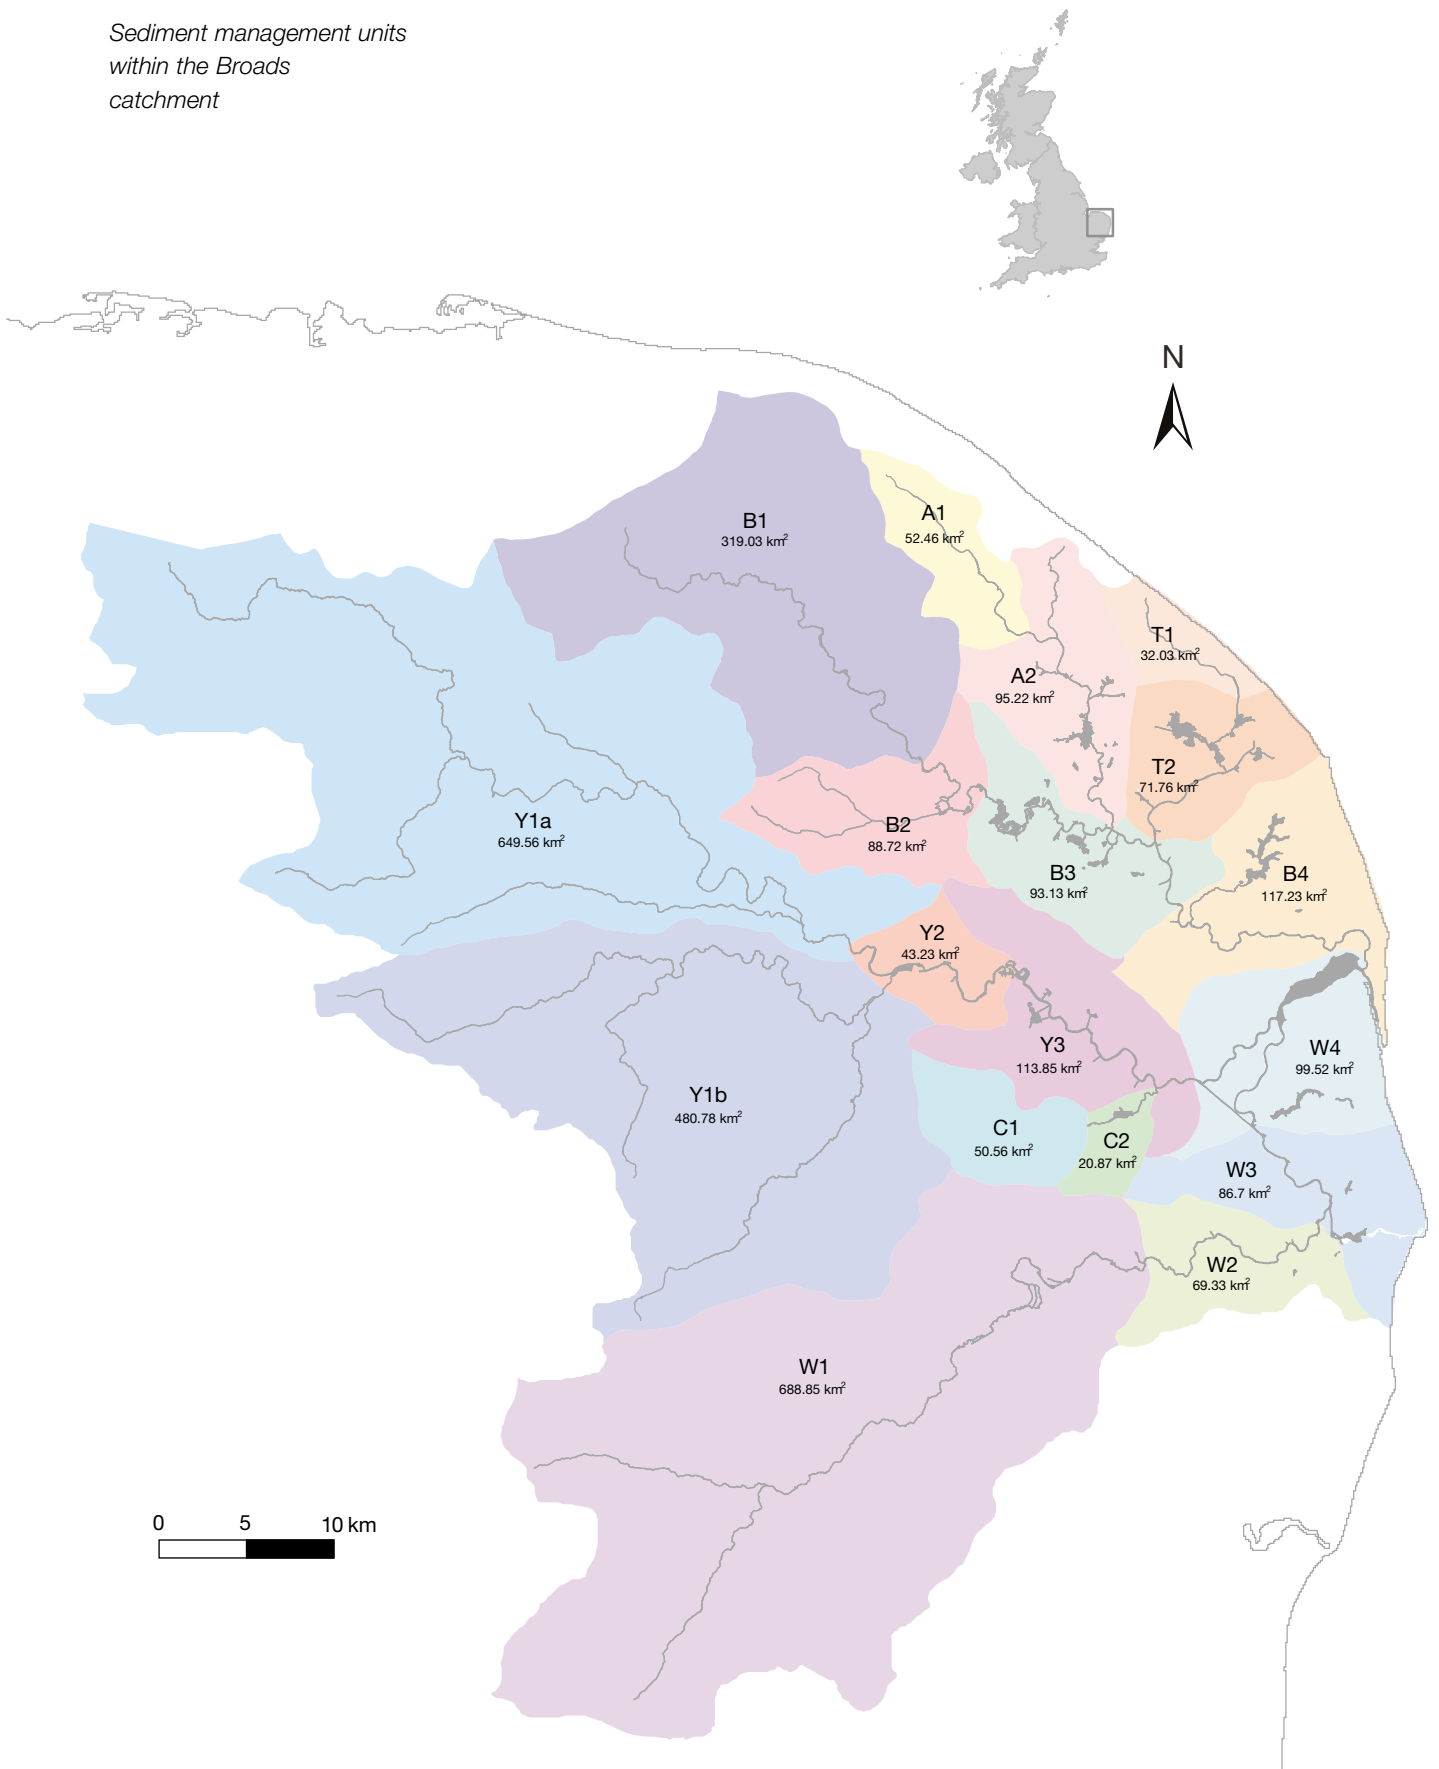 Sediment management units
within the Broads
catchment
N
B1
319.03 km²
A1
52.46 km²
T1
32.03 km²
A2
95.22 km²
T2
71.76 km²
Y1a
649.56 km²
B2
88.72 km²
B3
93.13 km²
B4
117.23 km²
Y2
43.23 km²
Y3
113.85 km²
W4
99.52 km²
Y1b
480.78 km²
C1
50.56 km²
C2
20.87 km²
W3
86.7 km²
W2
69.33 km²
W1
688.85 km²
0 5 10 km